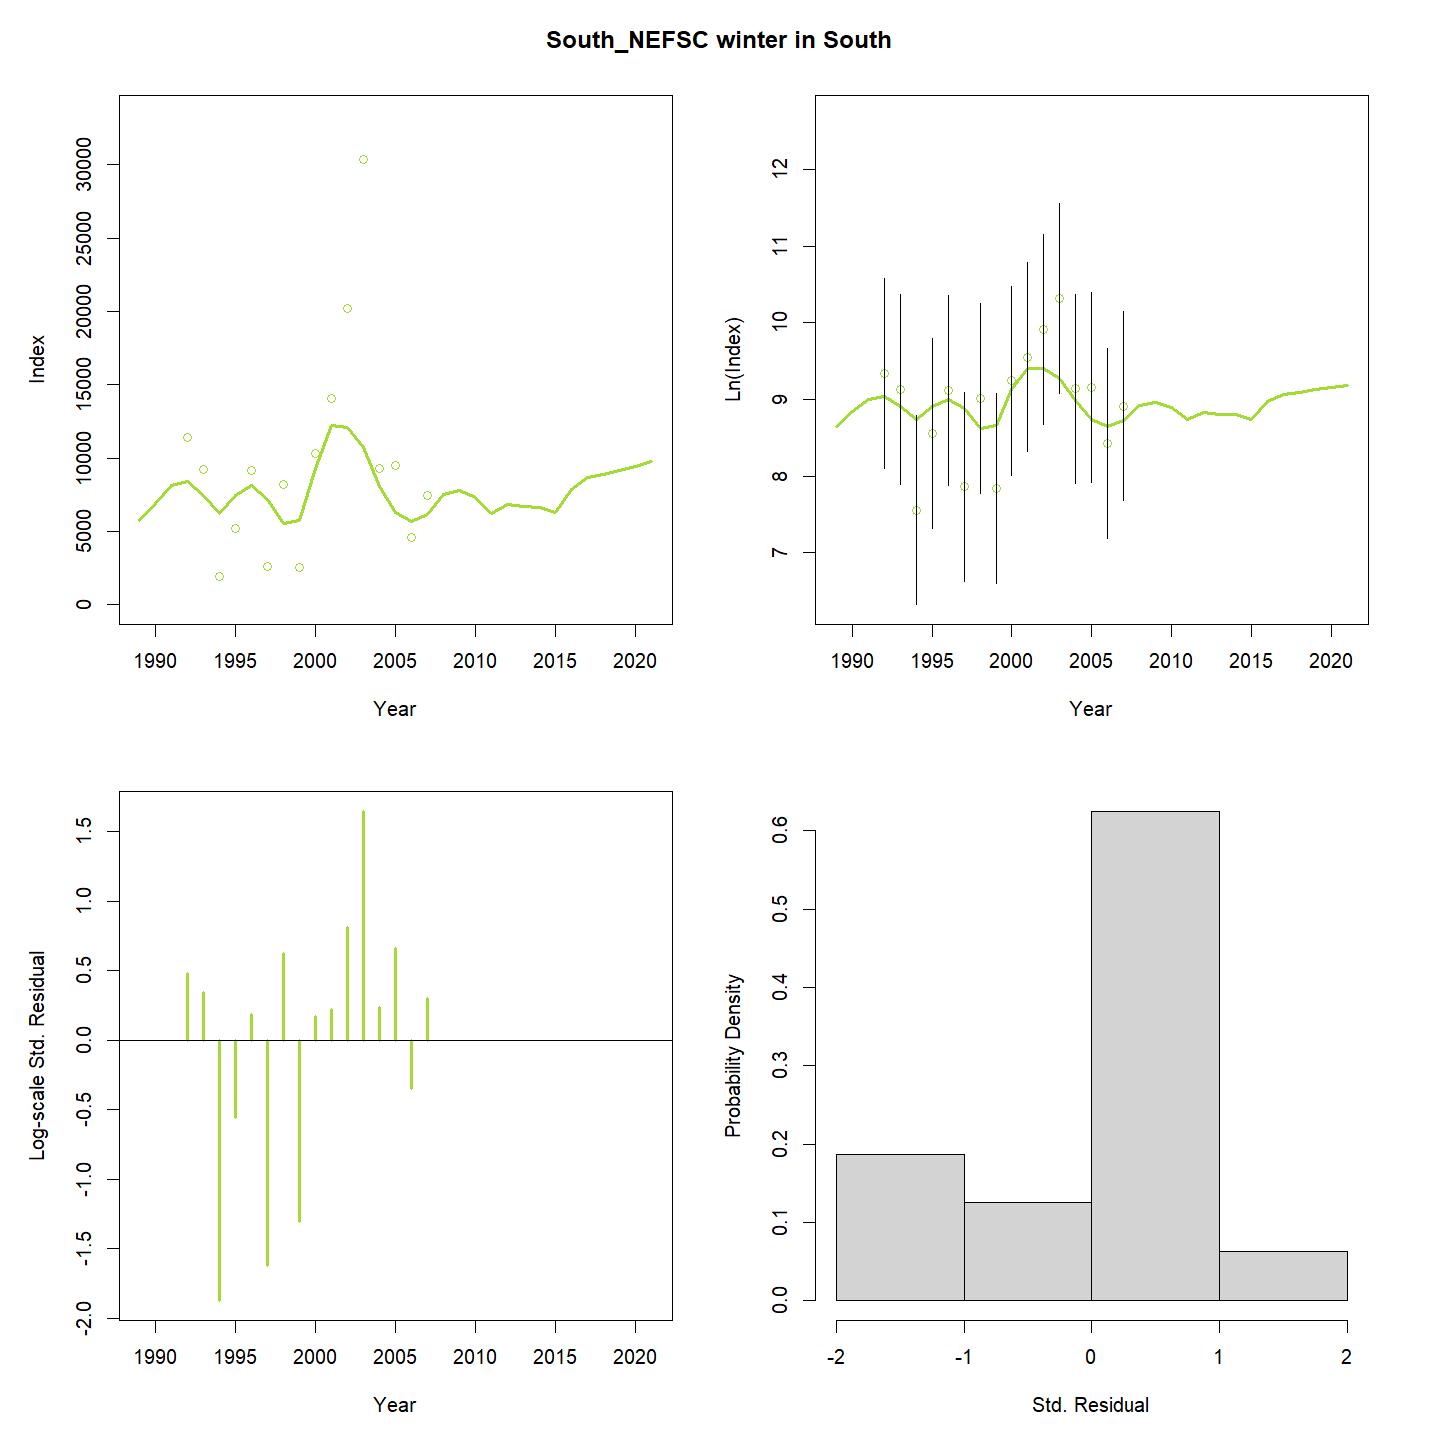 South_NEFSC winter in South
Index
0 5000 10000 15000 20000 25000 30000
1990 1995 2000 2005 2010 2015 2020
Year
Ln(Index)
7 8 9 10 11 12
1990 1995 2000 2005 2010 2015 2020
Year
Log-scale Std. Residual
-2.0 -1.5 -1.0 -0.5 0.0 0.5 1.0 1.5
1990 1995 2000 2005 2010 2015 2020
Year
Probability Density
0.0 0.1 0.2 0.3 0.4 0.5 0.6
-2 -1 0 1 2
Std. Residual